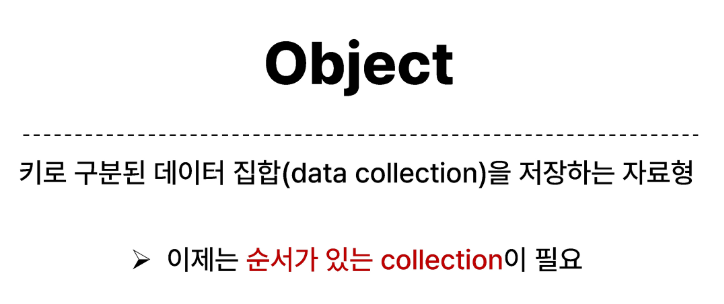 Object
키로 구분된 데이터 집합(data collection)을 저장하는 자료형
➢ 이제는 순서가 있는 collection이 필요